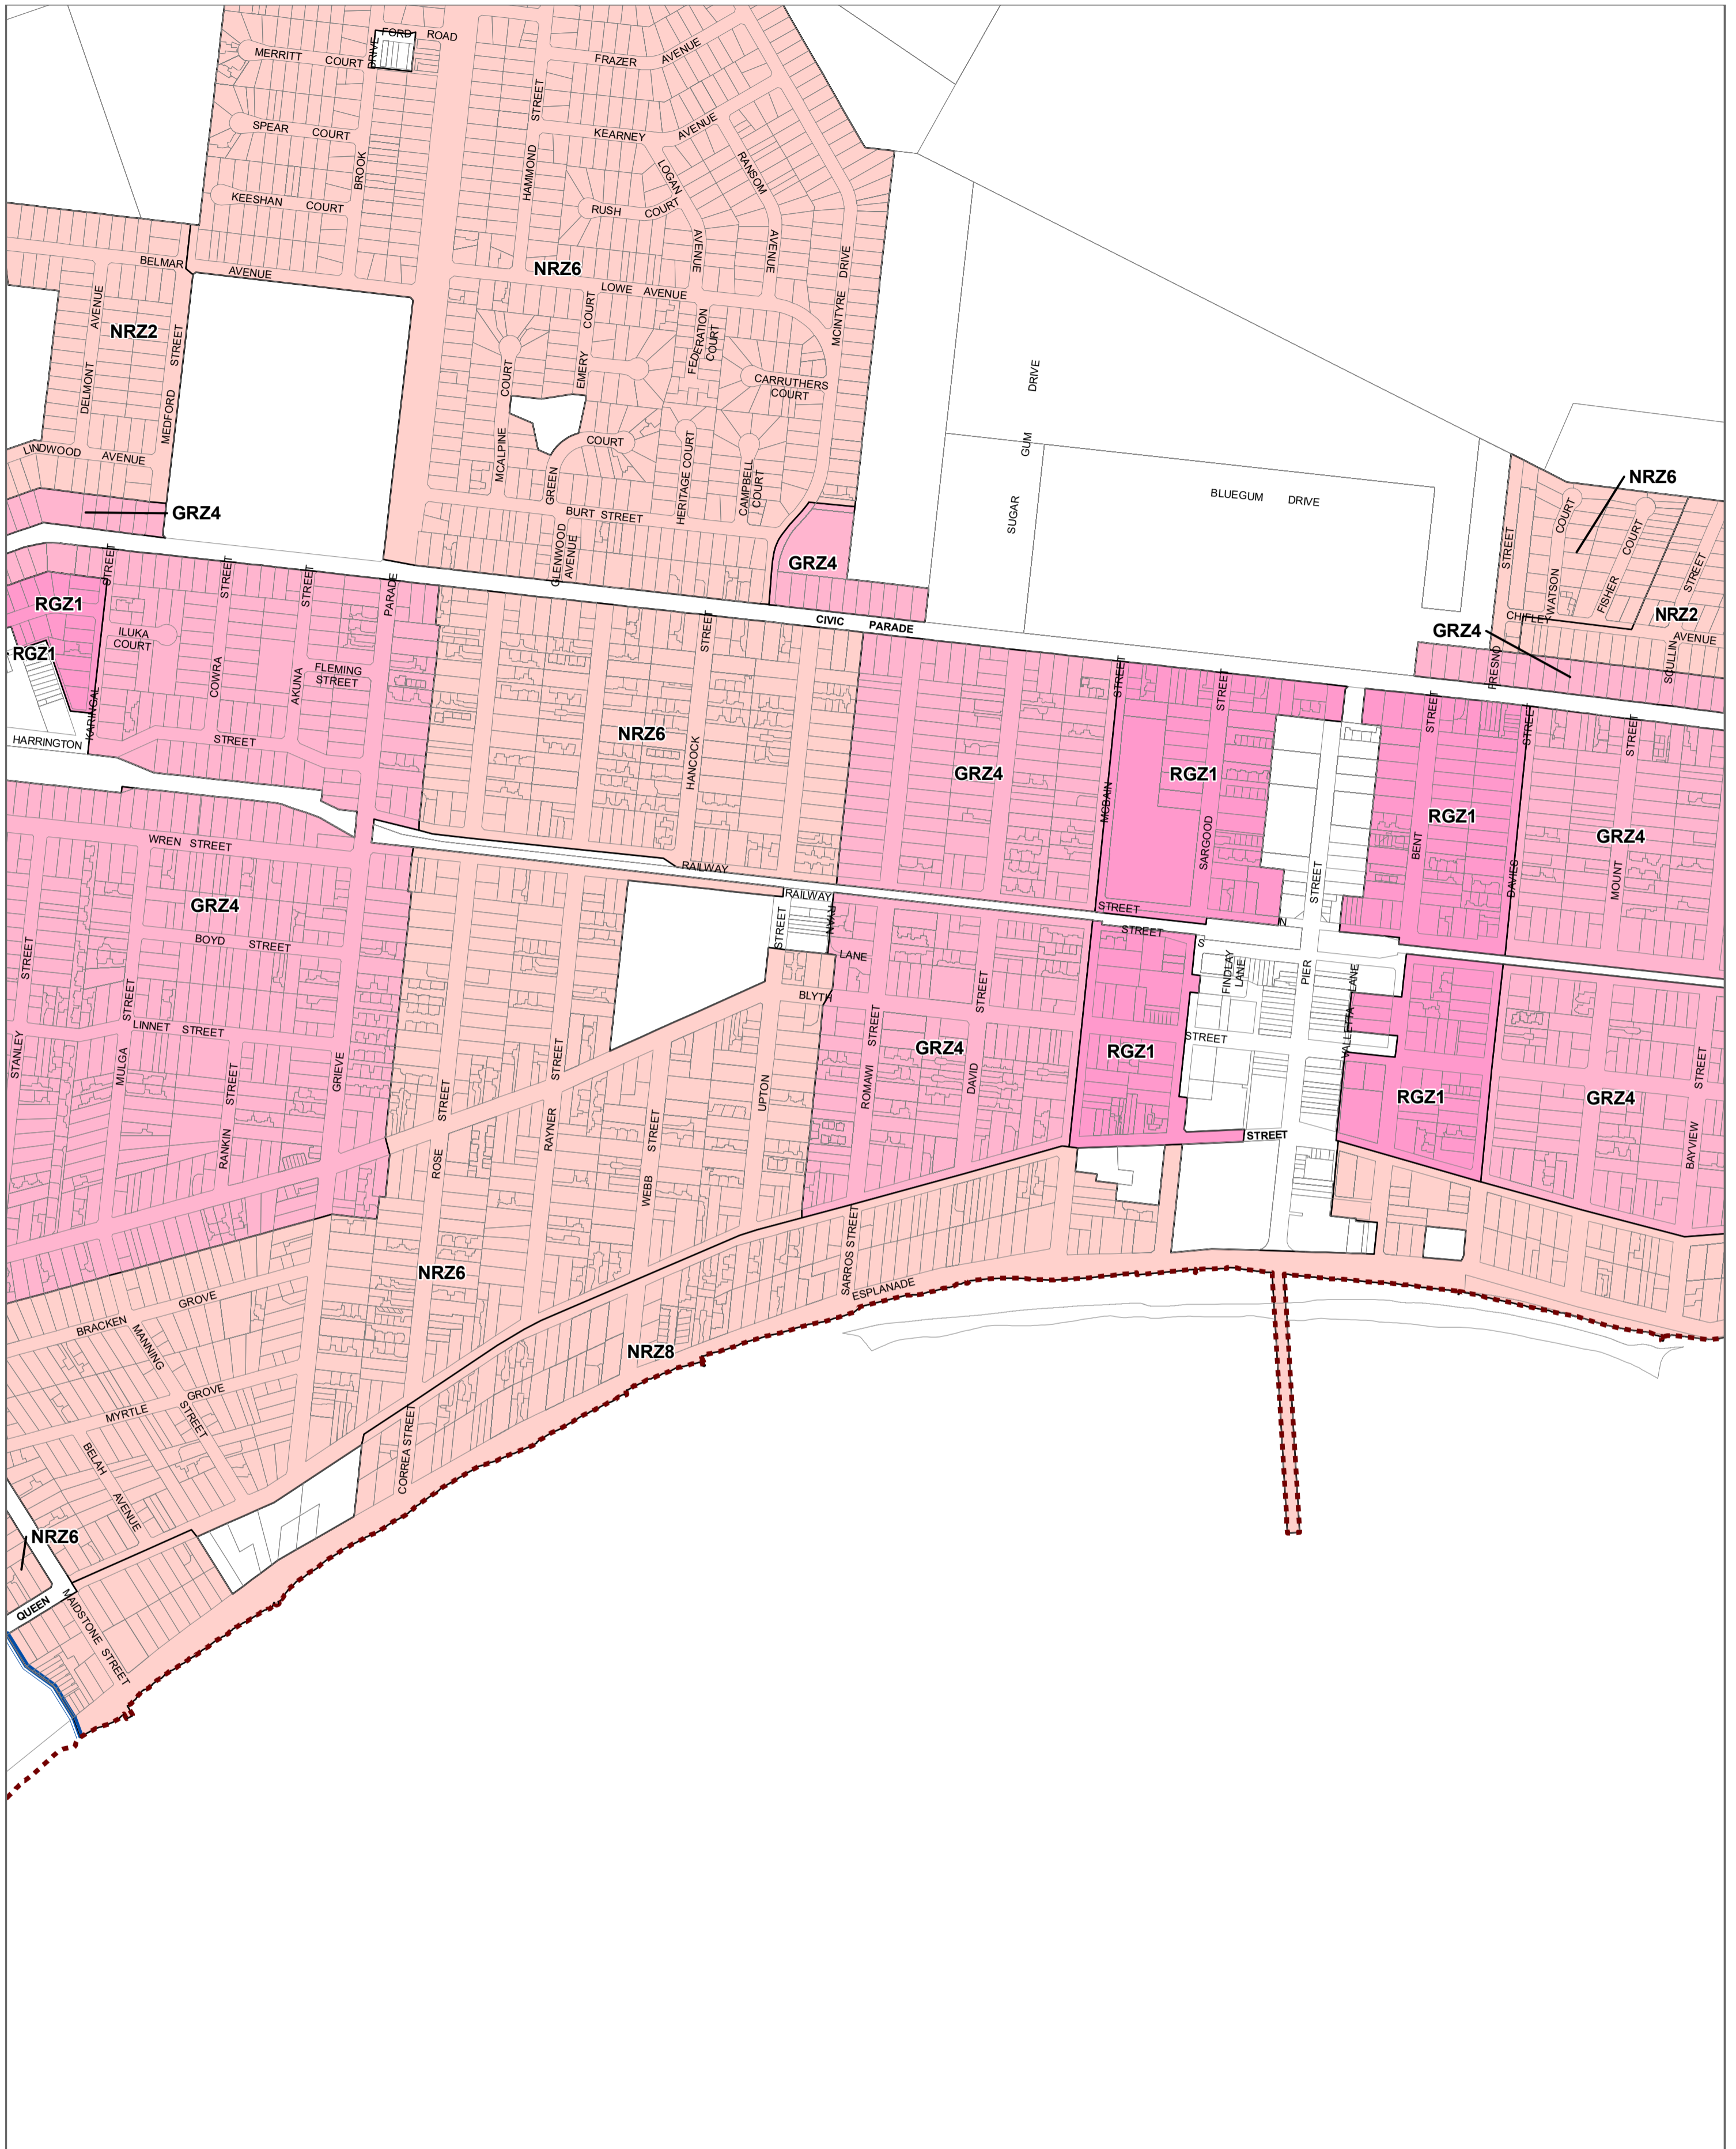 FORD ROAD
MERRITT COURT
DRIVE
FRAZER AVENUE
STREET
SPEAR COURT
KEARNEY AVENUE
BROOK
HAMMOND
LOGAN
RANSOM
KEESHAN COURT
RUSH COURT
AVENUE
AVENUE
DRIVE
BELMAR AVENUE
NRZ6
LOWE AVENUE
AVENUE
NRZ2
STREET
COURT
FEDERATION
COURT
MCINTYRE
DELMONT
MEDFORD
COURT
EMERY
CARRUTHERS
COURT
DRIVE
LINDWOOD AVENUE
MCALPINE
COURT
GREEN
HERITAGE COURT
CAMPBELL
COURT
GUM
SUGAR
BLUEGUM DRIVE
NRZ6
COURT
COURT
STREET
STREET
GRZ4
BURT STREET
GLENWOOD
AVENUE
GRZ4
WATSON
FISHER
NRZ2
CHIFLEY AVENUE
GRZ4
FRESNO
SCULLIN
STREET
STREET
STREET
PARADE
RGZ1
CIVIC PARADE
STREET
ILUKA
COURT
RGZ1
COWRA
AKUNA
FLEMING
STREET
KARINGAL
HARRINGTON STREET
NRZ6
HANCOCK
GRZ4
STREET
STREET
MCBAIN
RGZ1
SARGOOD
STREET
STREET
STREET
STREET
RGZ1
BENT
DAVIES
GRZ4
MOUNT
WREN STREET
RAILWAY
RAILWAY
STREET
RYAN
STREET
STREET
S
N
GRZ4
BOYD STREET
STREET
LANE
FINDLAY
LANE
PIER
LANE
BLYTH
STREET
MULGA
LINNET STREET
STANLEY
STREET
RANKIN
GRIEVE
STREET
ROSE
STREET
RAYNER
STREET
WEBB
UPTON
STREET
ROMAWI
GRZ4
STREET
DAVID
RGZ1
STREET
VALLETTA
RGZ1
GRZ4
STREET
BAYVIEW
STREET
NRZ6
SARROS STREET
ESPLANADE
BRACKEN GROVE
MANNING
STREET
NRZ8
MYRTLE GROVE
BELAH
AVENUE
CORREA STREET
NRZ6
QUEEN
MAIDSTONE STREET